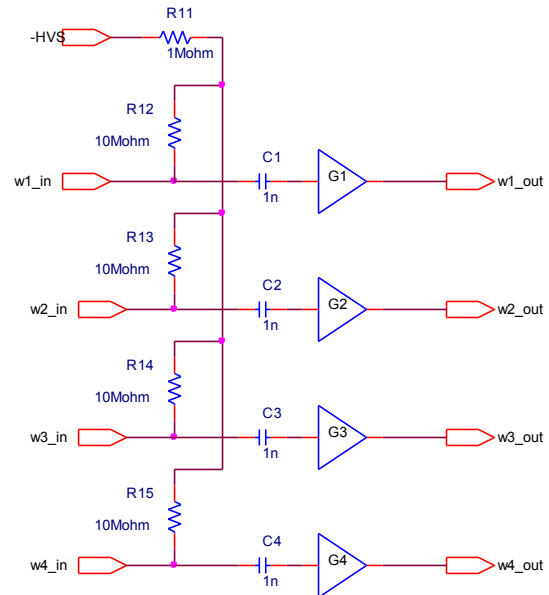 R11
-HVS
1Mohm
R12
10Mohm
C1
G1
w1_in
w1_out
1n
R13
10Mohm
C2
G2
w2_in
w2_out
1n
R14
10Mohm
C3
G3
w3_in
w3_out
1n
R15
10Mohm
C4
G4
w4_in
w4_out
1n